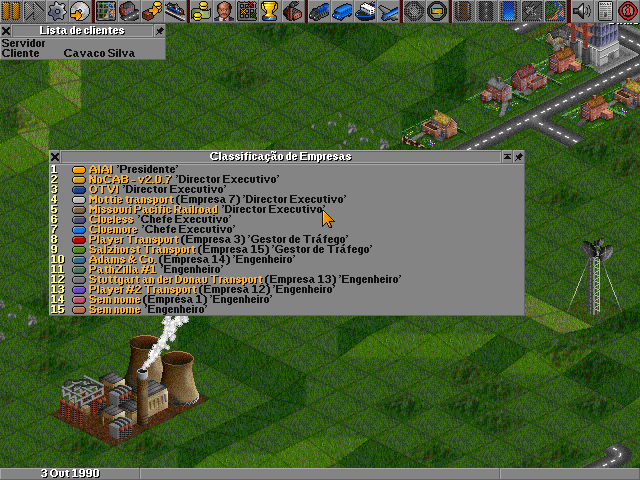 Lista de clientes
Servidor
Cliente Cavaco Silva
Classificação de Empresas
1 AIAI 'Presidente'
2 NoCAB - v2.0.7 'Director Executivo'
3 OTVI 'Director Executivo'
4 Mottie transport (Empresa 7) 'Director Executivo'
5 Missouri Pacific Railroad 'Director Executivo'
6 Clueless 'Chefe Executivo'
7 Cluemore 'Chefe Executivo'
8 Player Transport (Empresa 3) 'Gestor de Tráfego'
9 Salzhorst Transport (Empresa 15) 'Gestor de Tráfego'
10 Adams & Co. (Empresa 14) 'Engenheiro'
11 PathZilla #1 'Engenheiro'
12 Stuttgart an der Donau Transport (Empresa 13) 'Engenheiro'
13 Player #2 Transport (Empresa 12) 'Engenheiro'
14 Sem nome (Empresa 1) 'Engenheiro'
15 Sem nome 'Engenheiro'
3 Out 1990